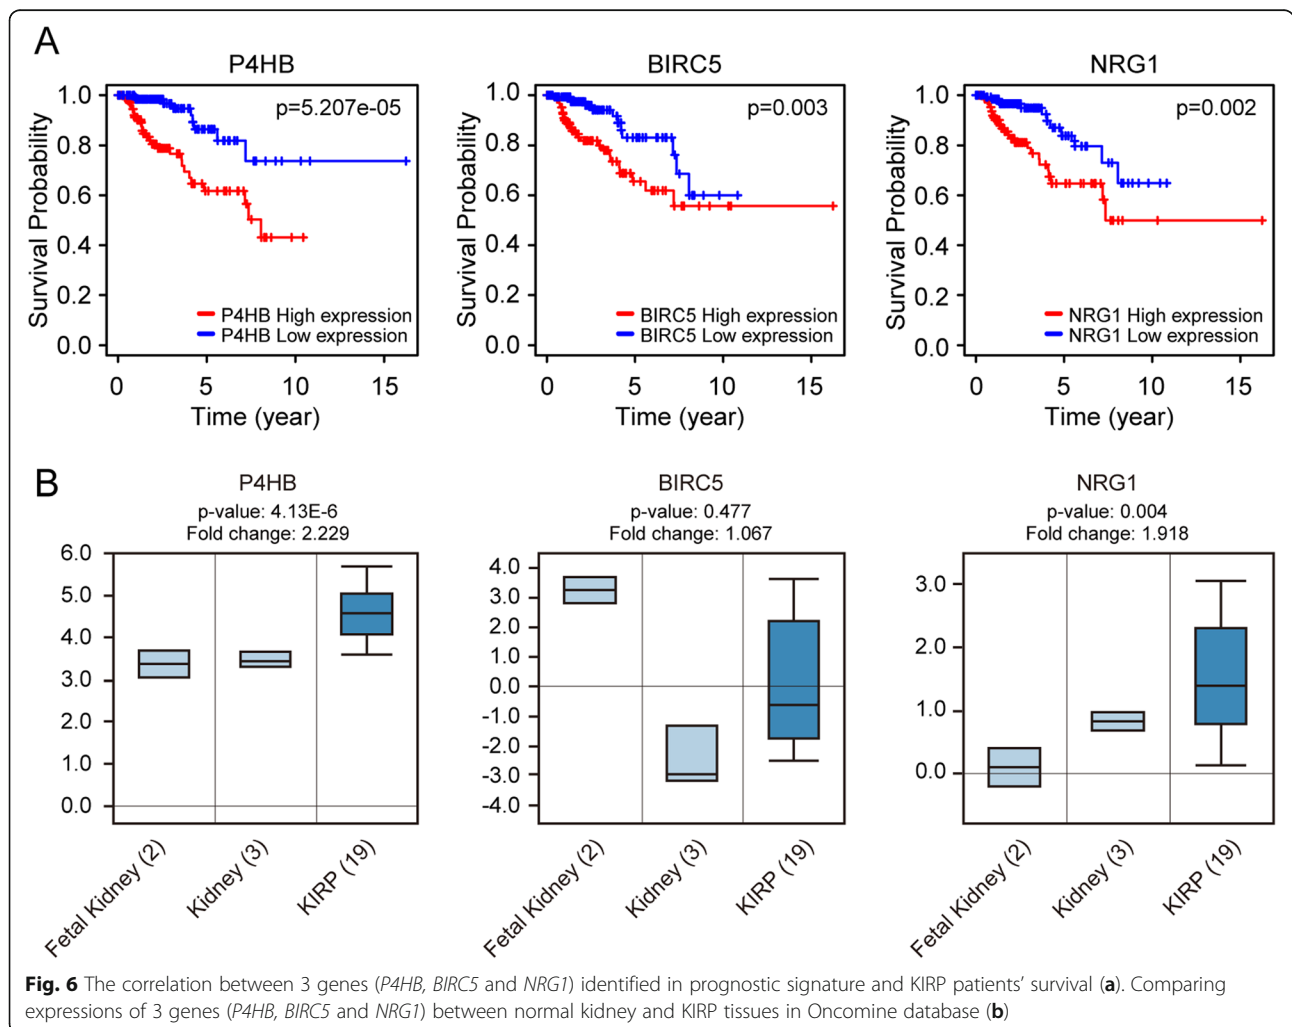 A
P4HB
p=5.207e-05
Survival Probability
1.0
0.8
0.6
0.4
0.2
0.0
P4HB High expression
P4HB Low expression
0 5 10 15
Time (year)
BIRC5
p=0.003
Survival Probability
1.0
0.8
0.6
0.4
0.2
0.0
BIRC5 High expression
BIRC5 Low expression
0 5 10 15
Time (year)
NRG1
p=0.002
Survival Probability
1.0
0.8
0.6
0.4
0.2
0.0
NRG1 High expression
NRG1 Low expression
0 5 10 15
Time (year)
B
P4HB
p-value: 4.13E-6
Fold change: 2.229
6.0
5.0
4.0
3.0
2.0
1.0
0.0
Fetal Kidney (2)
Kidney (3)
KIRP (19)
BIRC5
p-value: 0.477
Fold change: 1.067
4.0
3.0
2.0
1.0
0.0
-1.0
-2.0
-3.0
-4.0
Fetal Kidney (2)
Kidney (3)
KIRP (19)
NRG1
p-value: 0.004
Fold change: 1.918
3.0
2.0
1.0
0.0
Fetal Kidney (2)
Kidney (3)
KIRP (19)
Fig. 6 The correlation between 3 genes (P4HB, BIRC5 and NRG1) identified in prognostic signature and KIRP patients’ survival (a). Comparing
expressions of 3 genes (P4HB, BIRC5 and NRG1) between normal kidney and KIRP tissues in Oncomine database (b)